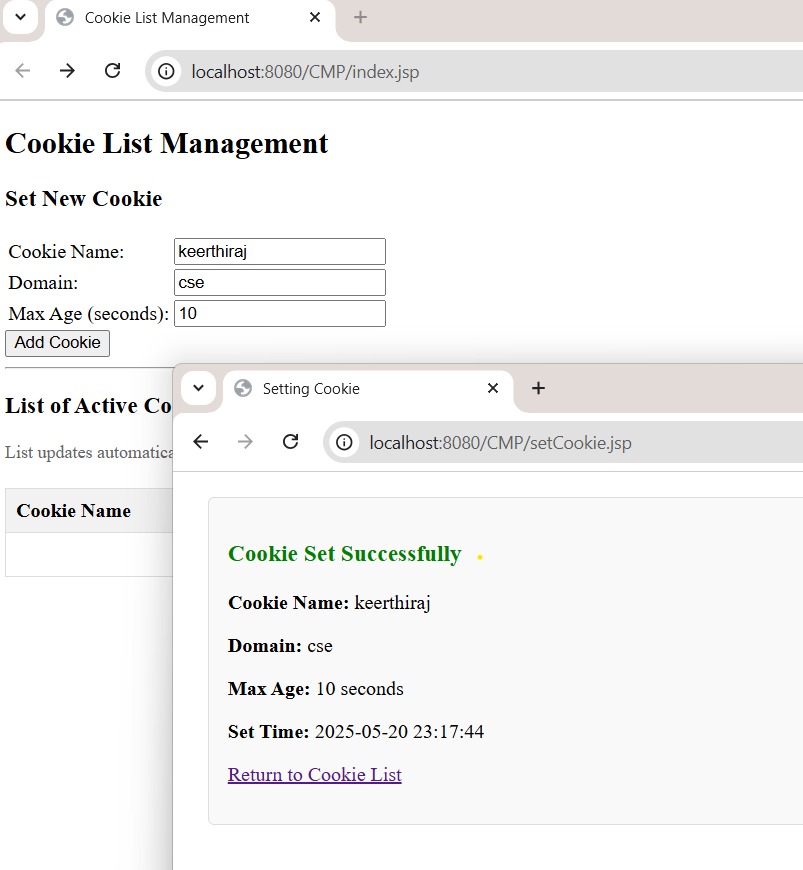 Cookie List Management
localhost:8080/CMP/index.jsp
Cookie List Management
Set New Cookie
Cookie Name: keerthiraj
Domain: cse
Max Age (seconds): 10
Add Cookie
List of Active Co
List updates automatica
Cookie Name
Setting Cookie
localhost:8080/CMP/setCookie.jsp
Cookie Set Successfully
Cookie Name: keerthiraj
Domain: cse
Max Age: 10 seconds
Set Time: 2025-05-20 23:17:44
Return to Cookie List